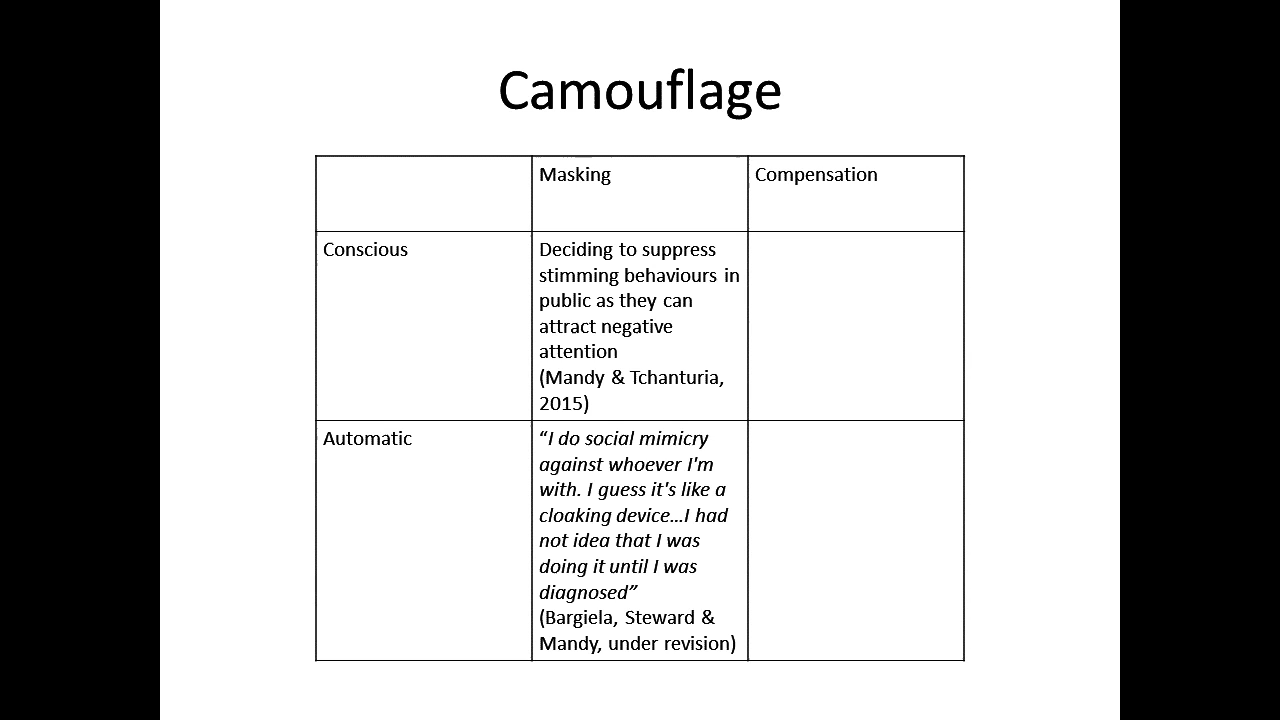 Camouflage
Masking
Compensation
Conscious
Deciding to suppress
stimming behaviours in
public as they can
attract negative
attention
(Mandy & Tchanturia,
2015)
Automatic
“I do social mimicry
against whoever I'm
with. I guess it's like a
cloaking device…I had
not idea that I was
doing it until I was
diagnosed”
(Bargiela, Steward &
Mandy, under revision)